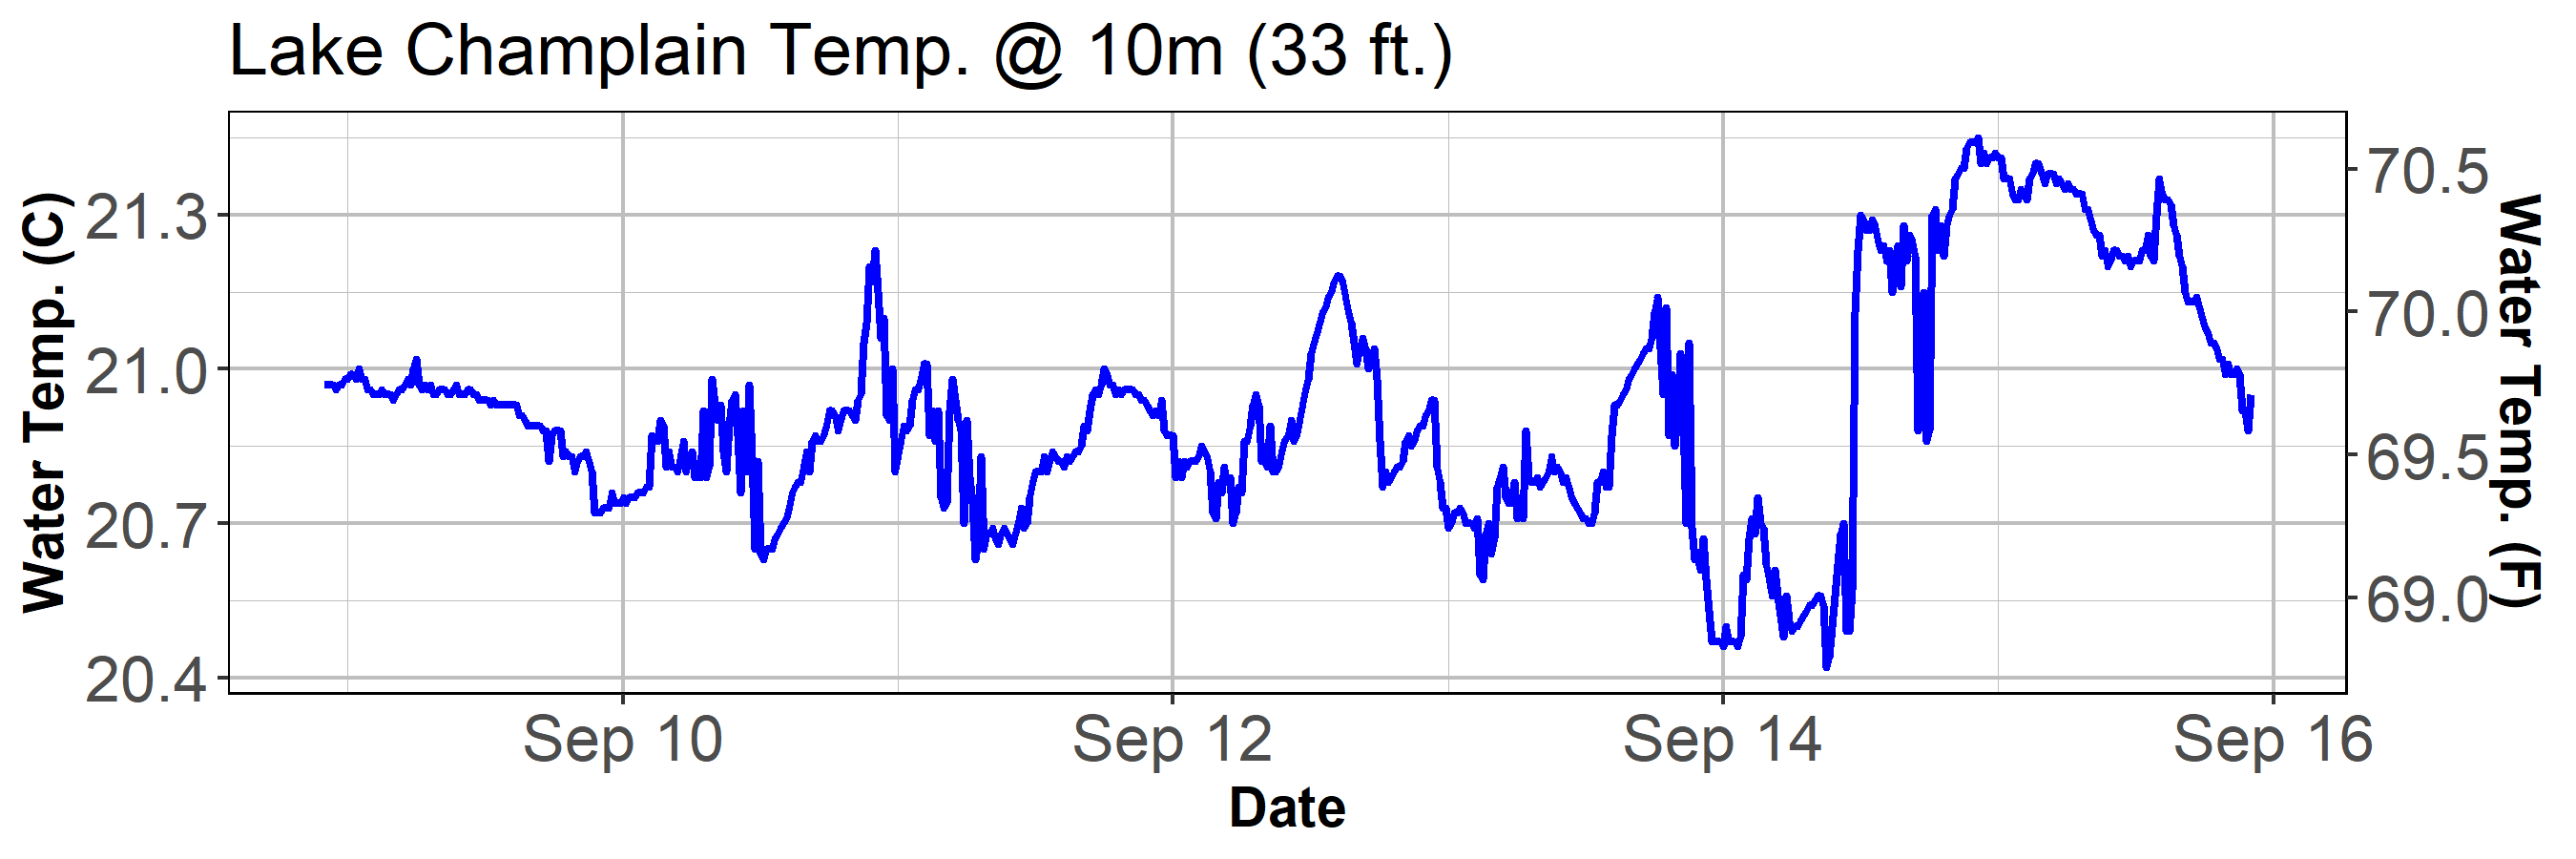 Lake Champlain Temp. @ 10m (33 ft.)
Water Temp. (C)
21.3
21.0
20.7
20.4
70.5
70.0
69.5
69.0
Water Temp. (F)
Sep 10 Sep 12 Sep 14 Sep 16
Date